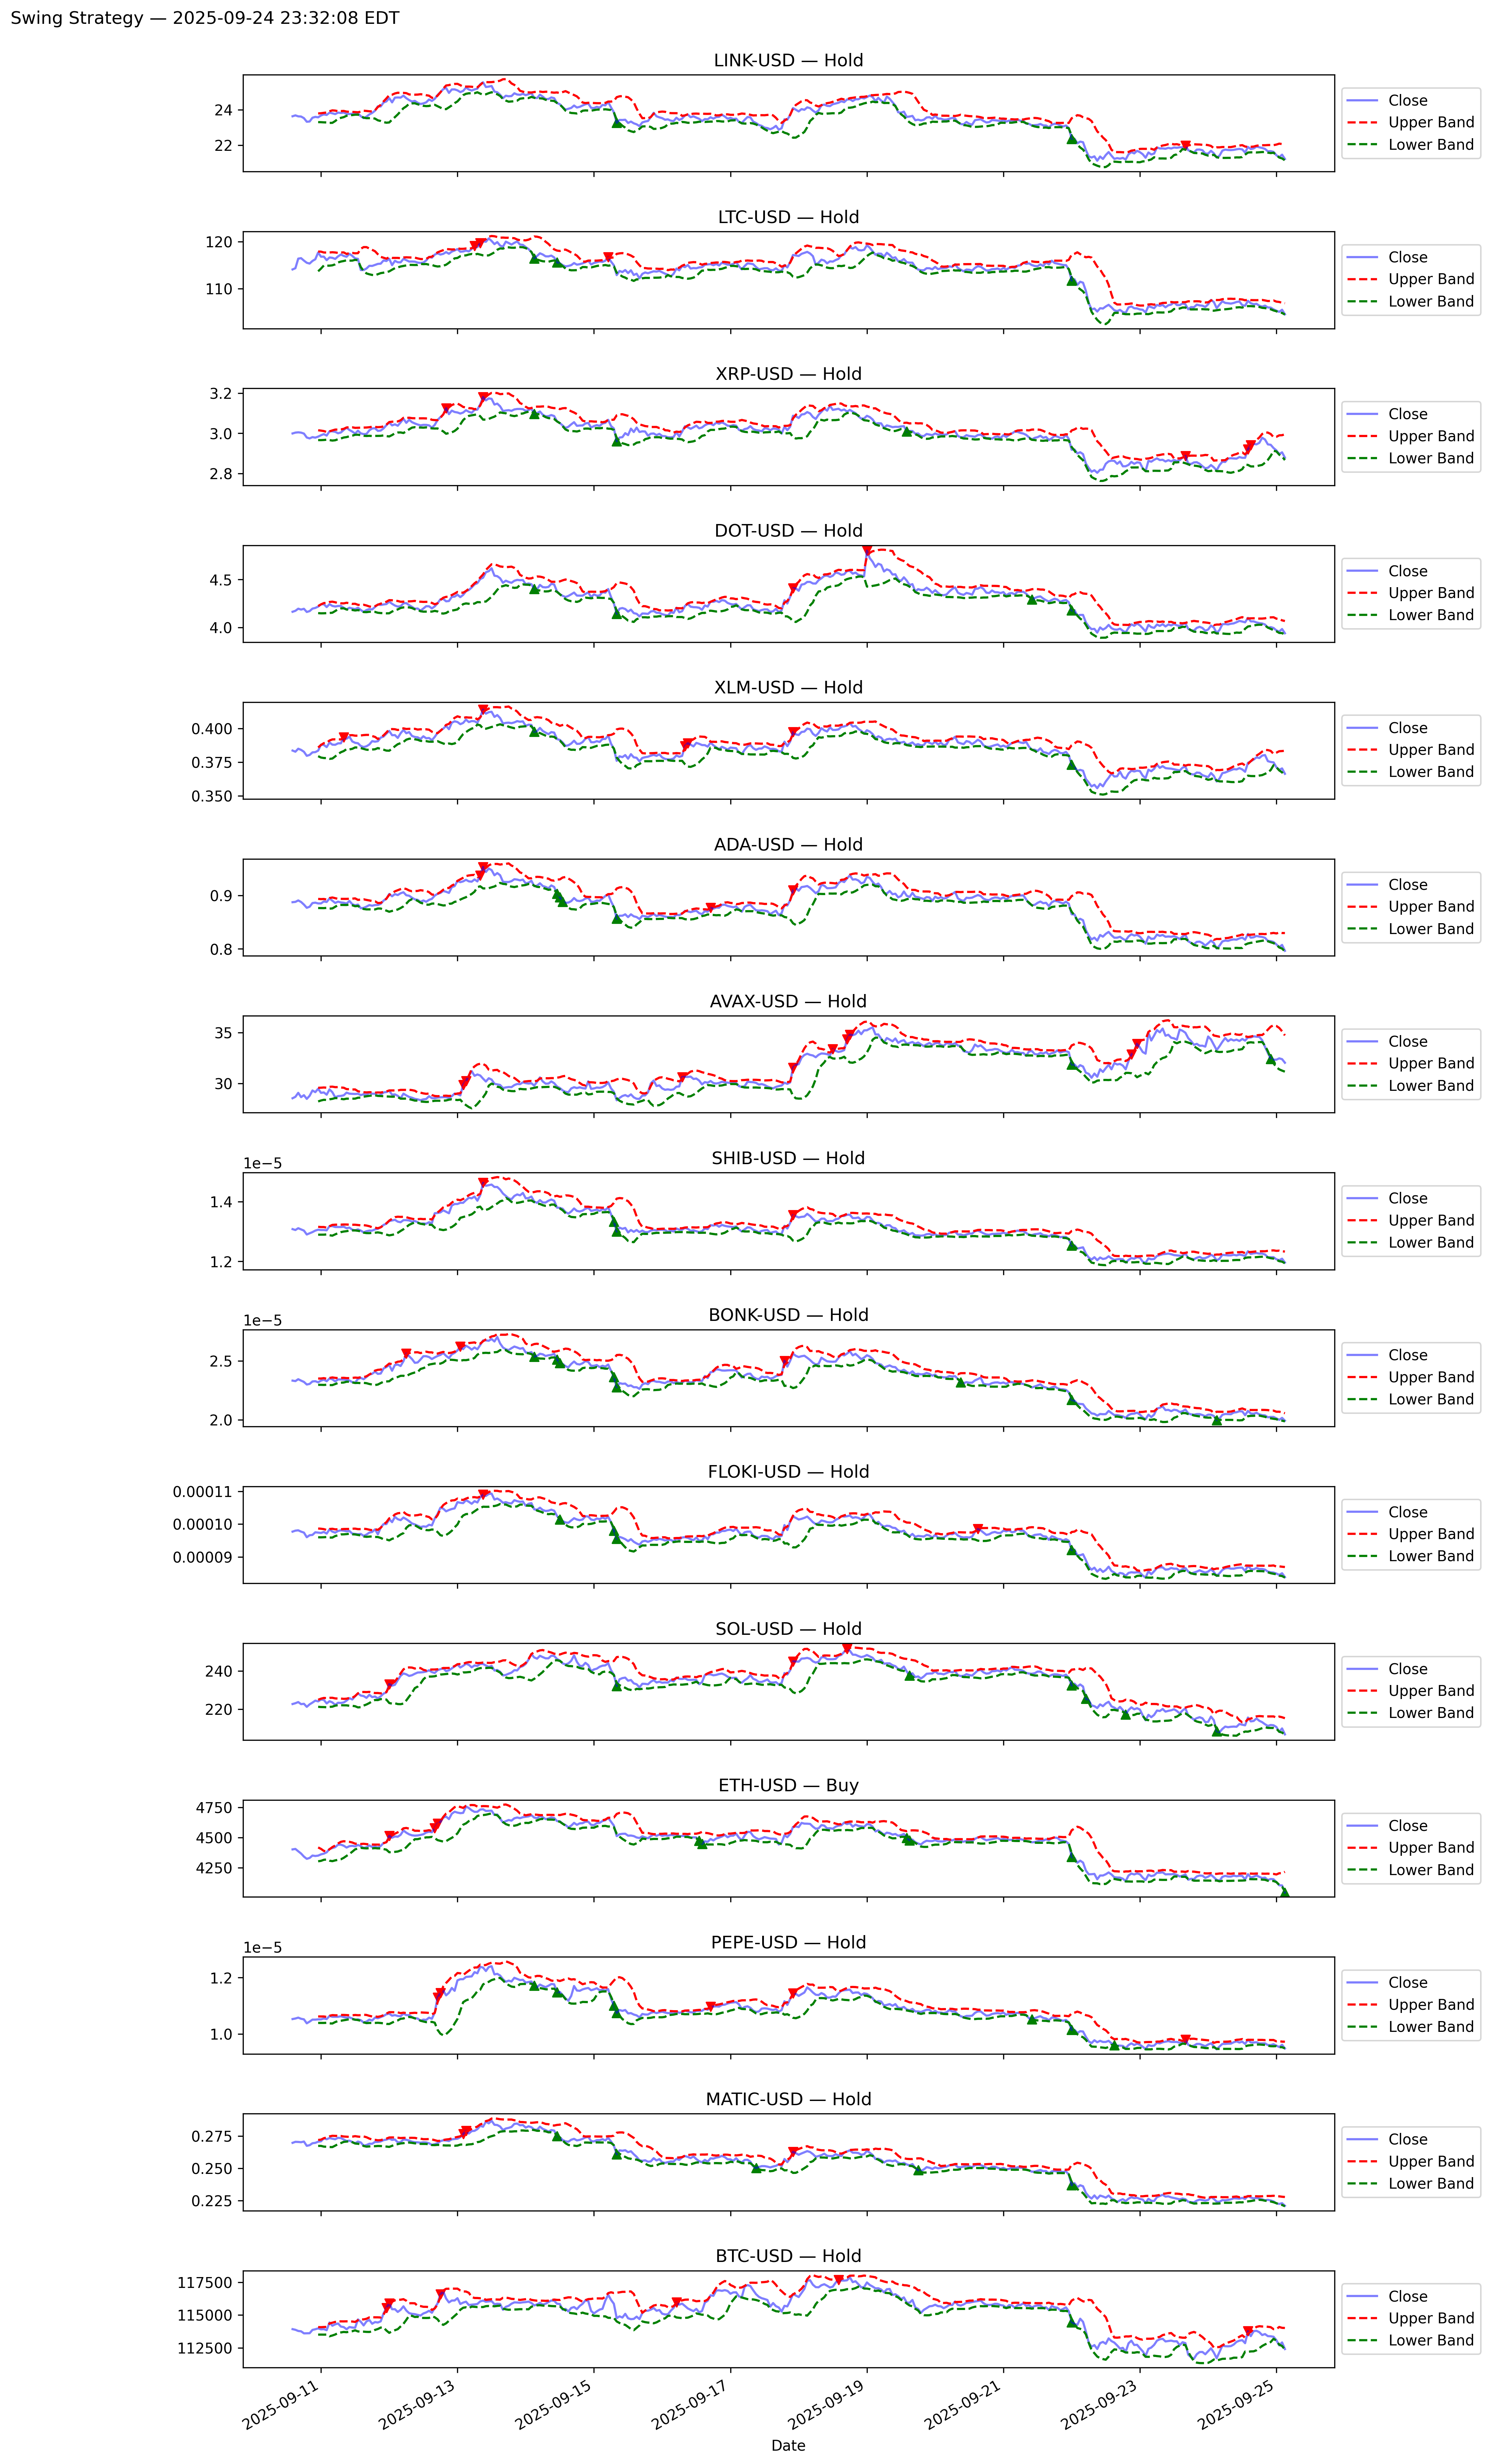 Swing Strategy — 2025-09-24 23:32:08 EDT
LINK-USD — Hold
24
22
Close
Upper Band
Lower Band
LTC-USD — Hold
120
110
Close
Upper Band
Lower Band
XRP-USD — Hold
3.2
3.0
2.8
Close
Upper Band
Lower Band
DOT-USD — Hold
4.5
4.0
Close
Upper Band
Lower Band
XLM-USD — Hold
0.400
0.375
0.350
Close
Upper Band
Lower Band
ADA-USD — Hold
0.9
0.8
Close
Upper Band
Lower Band
AVAX-USD — Hold
35
30
Close
Upper Band
Lower Band
SHIB-USD — Hold
1e−5
1.4
1.2
Close
Upper Band
Lower Band
BONK-USD — Hold
1e−5
2.5
2.0
Close
Upper Band
Lower Band
FLOKI-USD — Hold
0.00011
0.00010
0.00009
Close
Upper Band
Lower Band
SOL-USD — Hold
240
220
Close
Upper Band
Lower Band
ETH-USD — Buy
4750
4500
4250
Close
Upper Band
Lower Band
PEPE-USD — Hold
1e−5
1.2
1.0
Close
Upper Band
Lower Band
MATIC-USD — Hold
0.275
0.250
0.225
Close
Upper Band
Lower Band
BTC-USD — Hold
117500
115000
112500
Close
Upper Band
Lower Band
2025-09-11
2025-09-13
2025-09-15
2025-09-17
2025-09-19
2025-09-21
2025-09-23
2025-09-25
Date